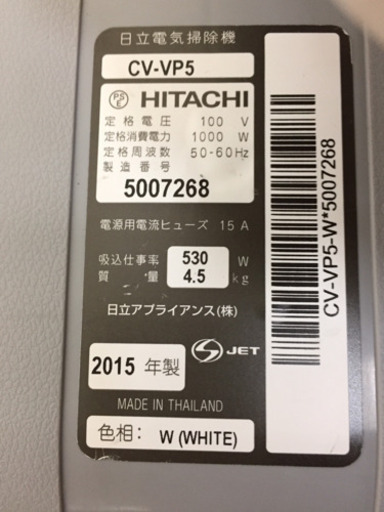 日立電気掃除機
CV-VP5
PS
E
HITACHI
定格電圧 100 V
定格消費電力 1000 W
定格周波数 50-60Hz
製造番号
5007268
電源用電流ヒューズ 15 A
吸込仕事率 530 W
質量 4.5 kg
日立アプライアンス(株)
2015 年製
S JET
MADE IN THAILAND
色相: W (WHITE)
CV-VP5-W*5007268